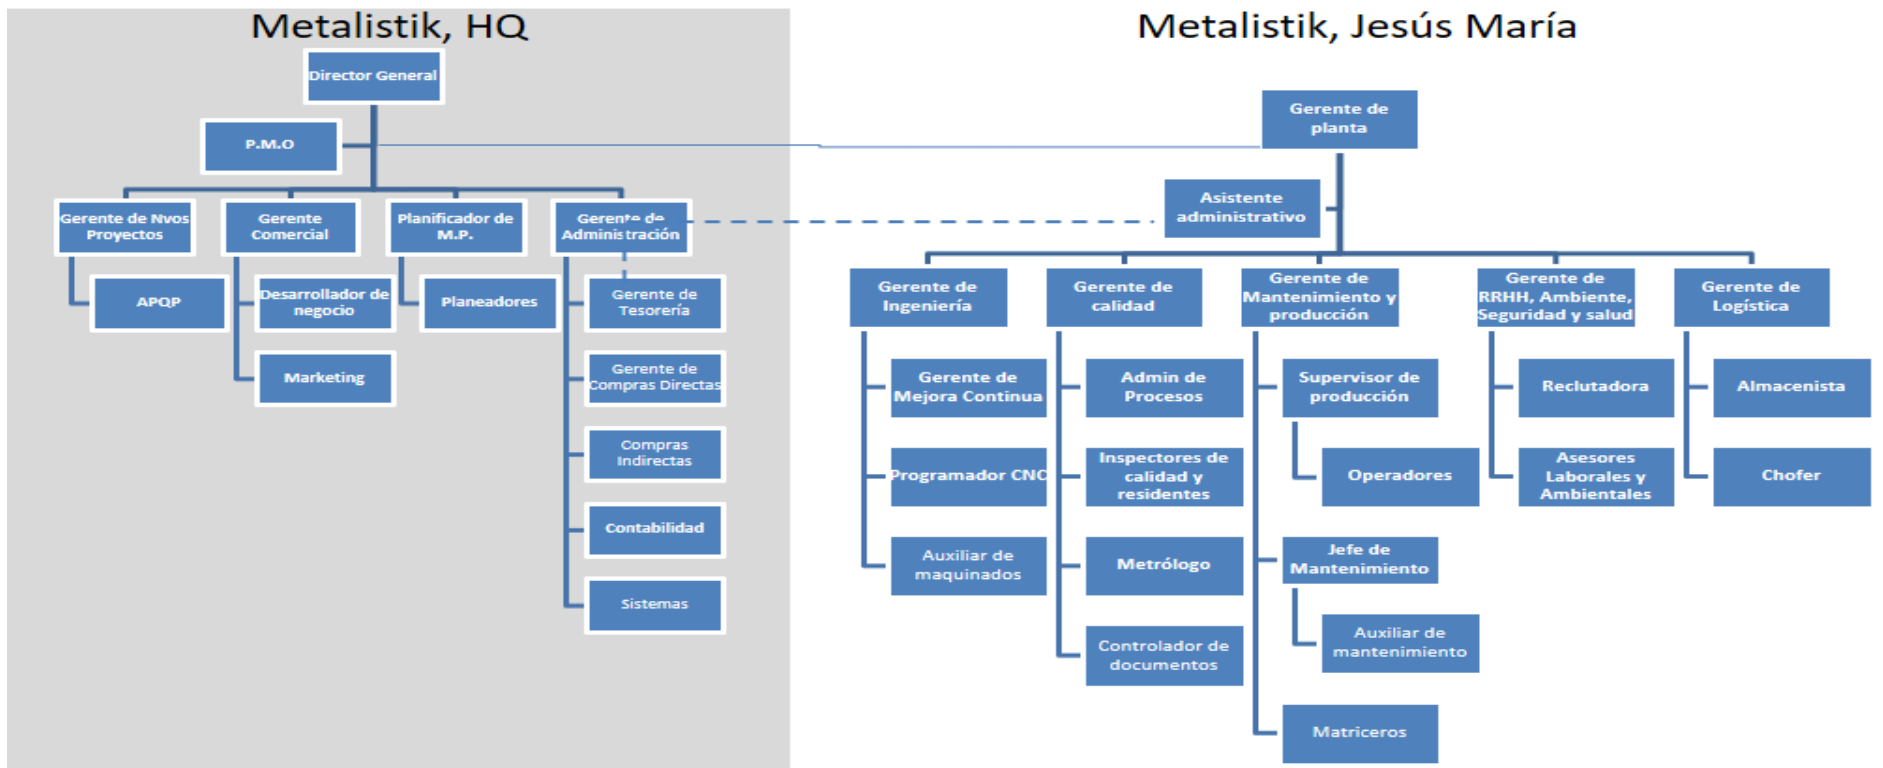 Metalistik, HQ
Director General
P.M.O
Gerente de Nvos
Proyectos
APQP
Gerente
Comercial
Desarrollador de
negocio
Marketing
Planificador de
M.P.
Planeadores
Gerente de
Administración
Gerente de
Tesorería
Gerente de
Compras Directas
Compras
Indirectas
Contabilidad
Sistemas
Metalistik, Jesús María
Gerente de
planta
Asistente
administrativo
Gerente de
Ingeniería
Gerente de
Mejora Continua
Programador CNC
Auxiliar de
maquinados
Gerente de
calidad
Admin de
Procesos
Inspectores de
calidad y
residentes
Metrólogo
Controlador de
documentos
Gerente de
Mantenimiento y
producción
Supervisor de
producción
Operadores
Jefe de
Mantenimiento
Auxiliar de
mantenimiento
Matriceros
Gerente de
RRHH, Ambiente,
Seguridad y salud
Reclutadora
Asesores
Laborales y
Ambientales
Gerente de
Logística
Almacenista
Chofer